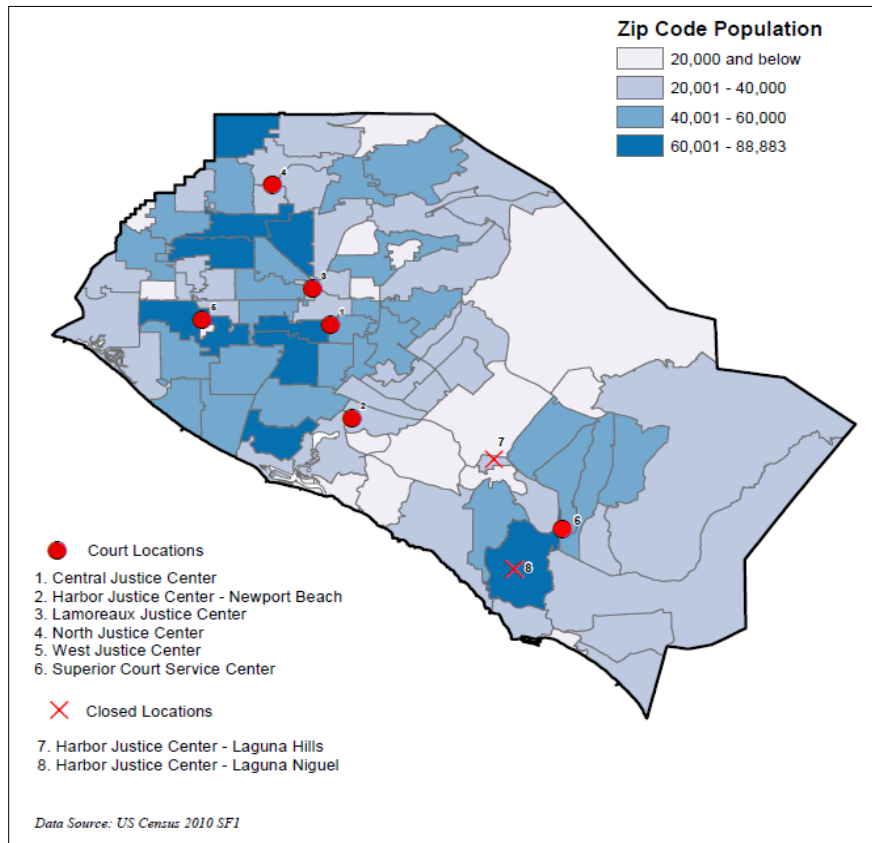 Zip Code Population
20,000 and below
20,001 - 40,000
40,001 - 60,000
60,001 - 88,883
4
3
5
1
2
7
6
8
Court Locations
1. Central Justice Center
2. Harbor Justice Center - Newport Beach
3. Lamoreaux Justice Center
4. North Justice Center
5. West Justice Center
6. Superior Court Service Center
Closed Locations
7. Harbor Justice Center - Laguna Hills
8. Harbor Justice Center - Laguna Niguel
Data Source: US Census 2010 SF1